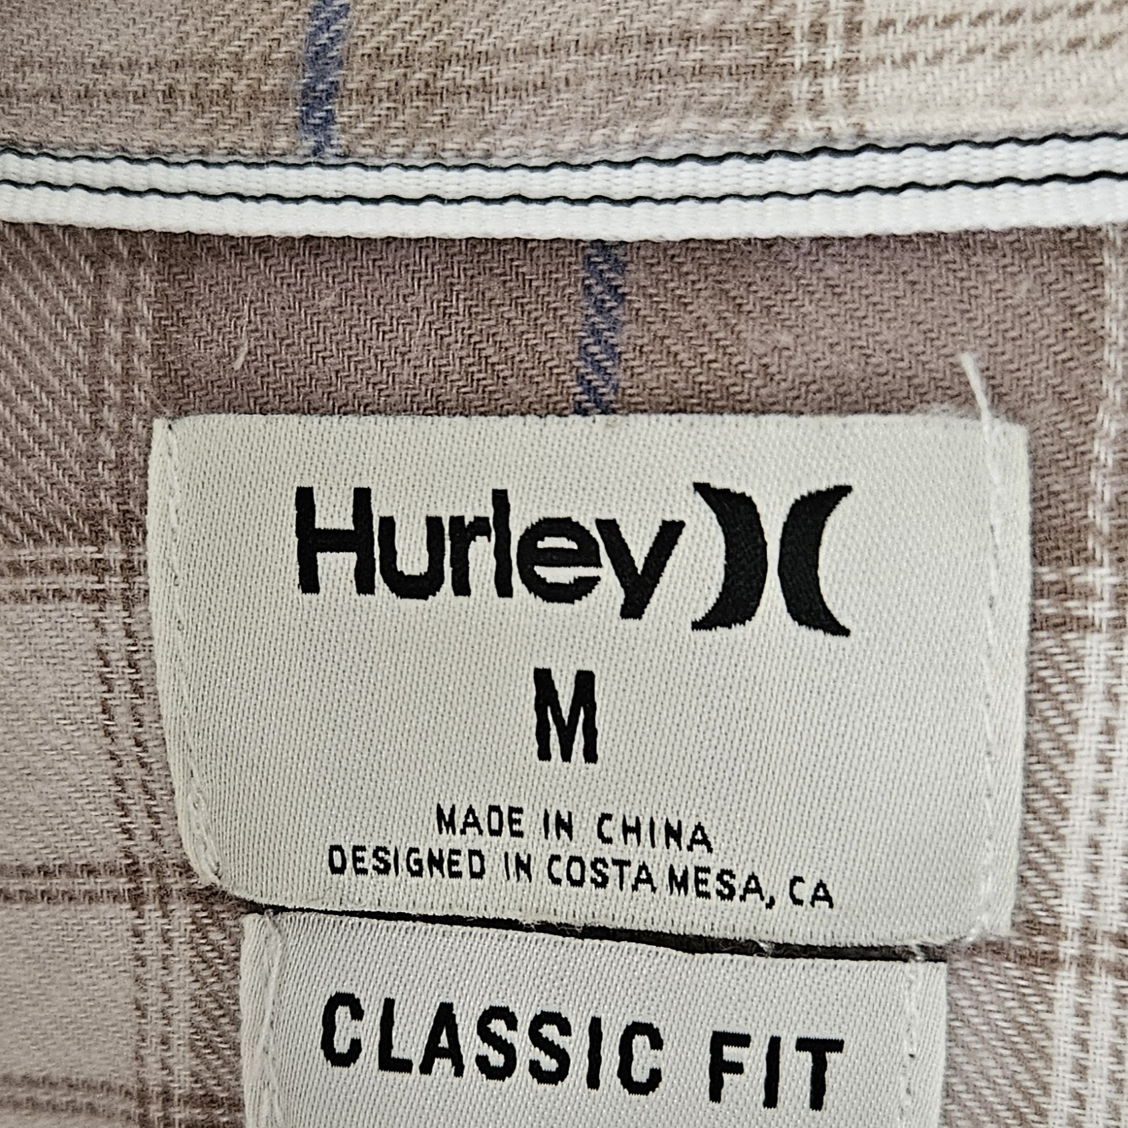 Hurley
M
MADE IN CHINA
DESIGNED IN COSTA MESA, CA
CLASSIC FIT